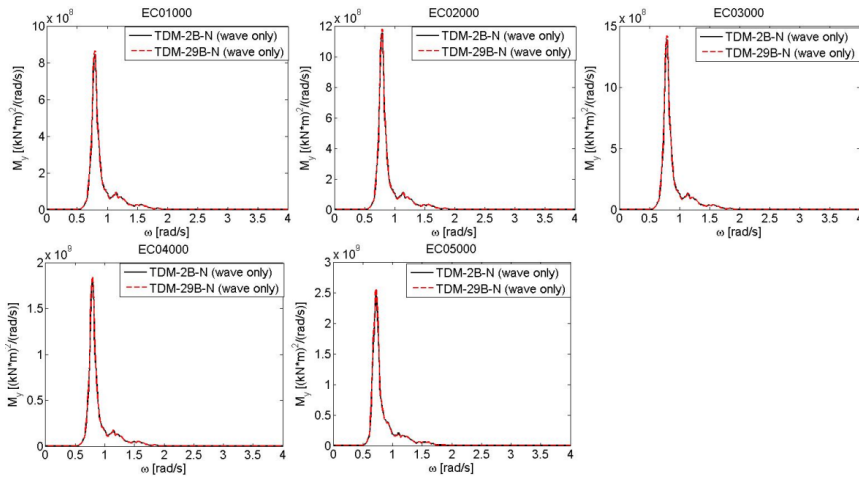 EC01000
x 10^8
TDM-2B-N (wave only)
TDM-29B-N (wave only)
M_y [(kN*m)^2/(rad/s)]
10
8
6
4
2
0
0 0.5 1 1.5 2 2.5 3 3.5 4
ω [rad/s]
EC02000
x 10^8
TDM-2B-N (wave only)
TDM-29B-N (wave only)
M_y [(kN*m)^2/(rad/s)]
12
10
8
6
4
2
0
0 0.5 1 1.5 2 2.5 3 3.5 4
ω [rad/s]
EC03000
x 10^8
TDM-2B-N (wave only)
TDM-29B-N (wave only)
M_y [(kN*m)^2/(rad/s)]
15
10
5
0
0 0.5 1 1.5 2 2.5 3 3.5 4
ω [rad/s]
EC04000
x 10^9
TDM-2B-N (wave only)
TDM-29B-N (wave only)
M_y [(kN*m)^2/(rad/s)]
2
1.5
1
0.5
0
0 0.5 1 1.5 2 2.5 3 3.5 4
ω [rad/s]
EC05000
x 10^9
TDM-2B-N (wave only)
TDM-29B-N (wave only)
M_y [(kN*m)^2/(rad/s)]
3
2.5
2
1.5
1
0.5
0
0 0.5 1 1.5 2 2.5 3 3.5 4
ω [rad/s]